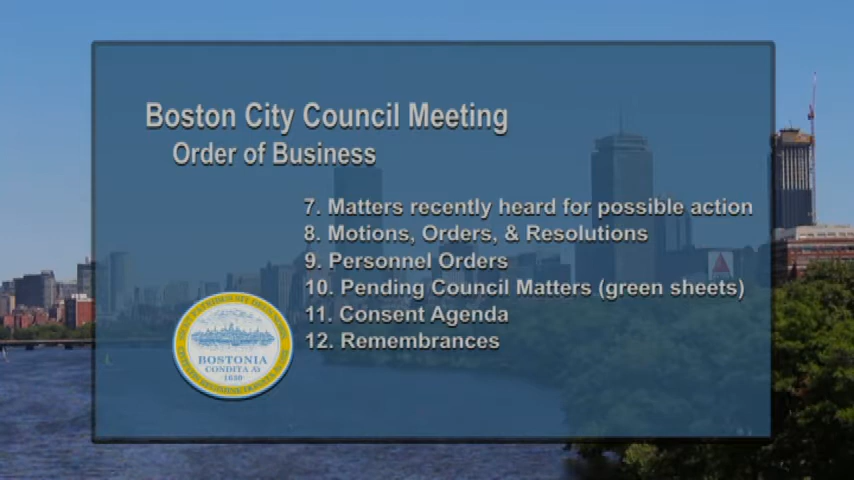 Boston City Council Meeting
Order of Business
7. Matters recently heard for possible action
8. Motions, Orders, & Resolutions
9. Personnel Orders
10. Pending Council Matters (green sheets)
11. Consent Agenda
12. Remembrances
BOSTONIA
CONDITA AD
1630